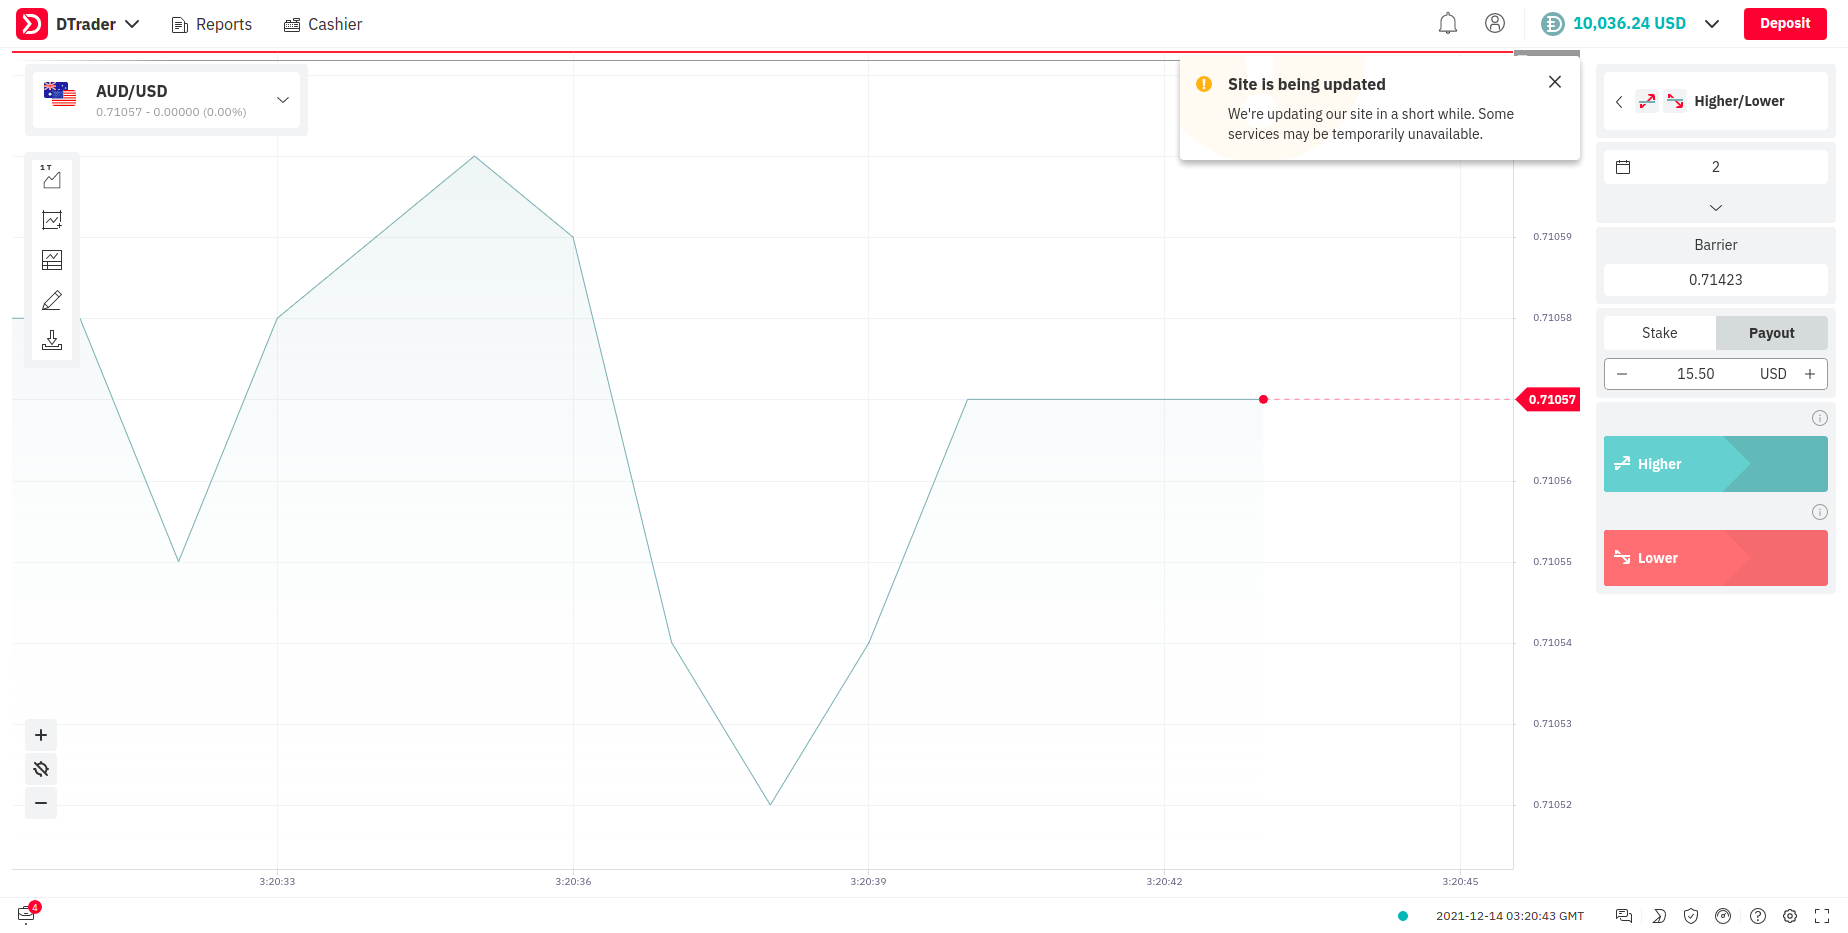 DTrader
Reports
Cashier
10,036.24 USD
Deposit
AUD/USD
0.71057 - 0.00000 (0.00%)
Site is being updated
We're updating our site in a short while. Some
services may be temporarily unavailable.
Higher/Lower
1T
2
Barrier
0.71423
Stake
Payout
15.50
USD
Higher
Lower
0.71059
0.71058
0.71057
0.71056
0.71055
0.71054
0.71053
0.71052
3:20:33
3:20:36
3:20:39
3:20:42
3:20:45
4
2021-12-14 03:20:43 GMT